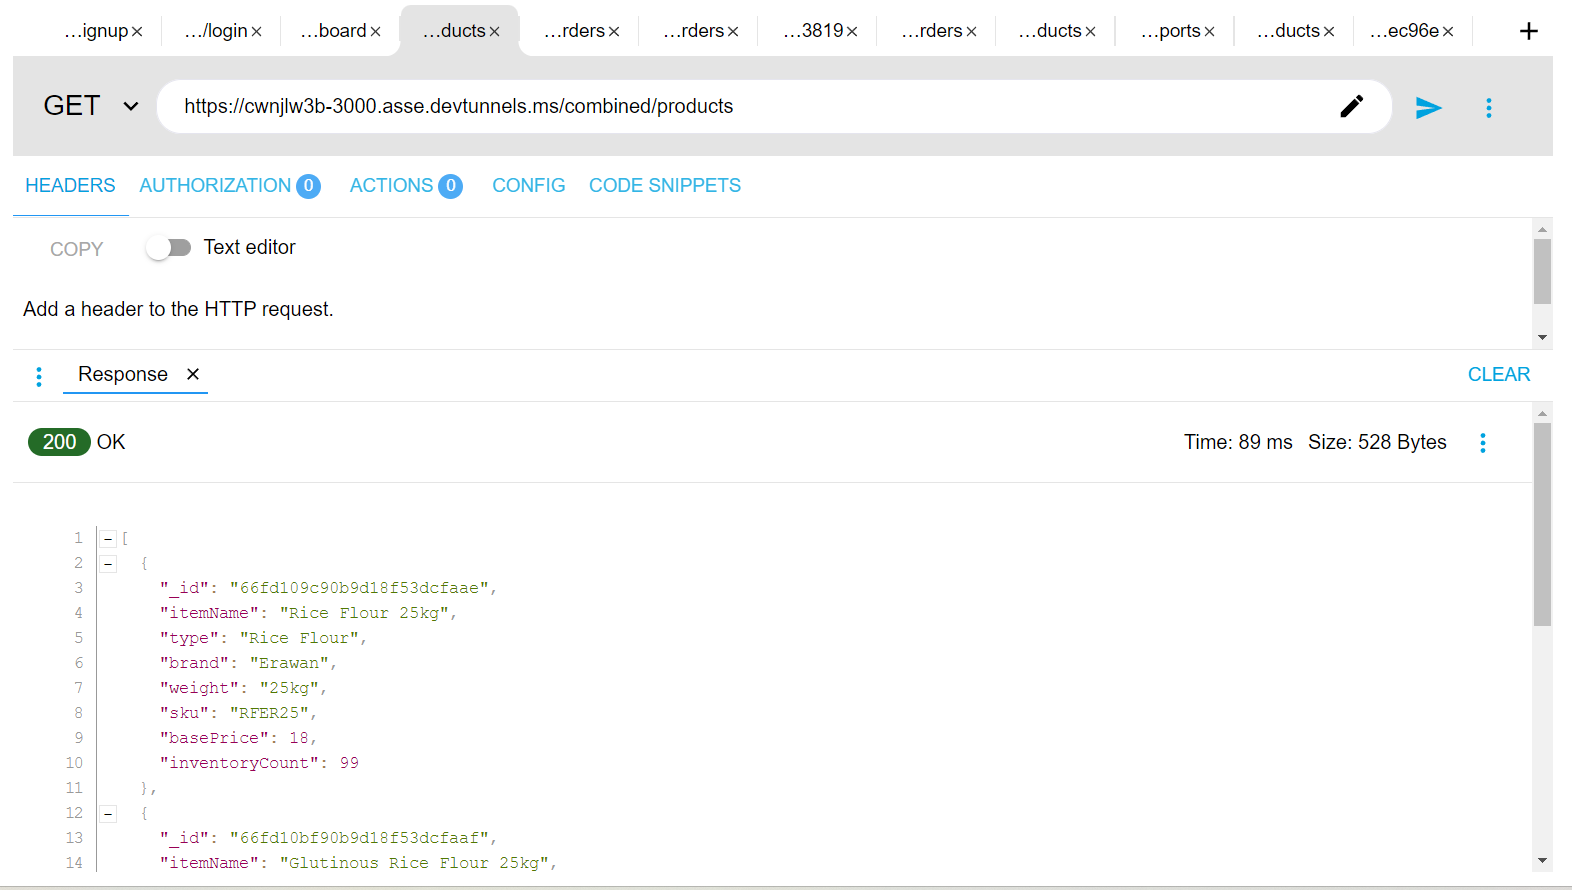 ...ignup× .../login× ...board× ...ducts× ...rders× ...rders× ...3819× ...rders× ...ducts× ...ports× ...ducts× ...ec96e× +
GET https://cwnjlw3b-3000.asse.devtunnels.ms/combined/products
HEADERS AUTHORIZATION 0 ACTIONS 0 CONFIG CODE SNIPPETS
COPY Text editor
Add a header to the HTTP request.
Response × CLEAR
200 OK Time: 89 ms Size: 528 Bytes
1 [
2 {
3 "_id": "66fd109c90b9d18f53dcfaae",
4 "itemName": "Rice Flour 25kg",
5 "type": "Rice Flour",
6 "brand": "Erawan",
7 "weight": "25kg",
8 "sku": "RFER25",
9 "basePrice": 18,
10 "inventoryCount": 99
11 },
12 {
13 "_id": "66fd10bf90b9d18f53dcfaaf",
14 "itemName": "Glutinous Rice Flour 25kg",